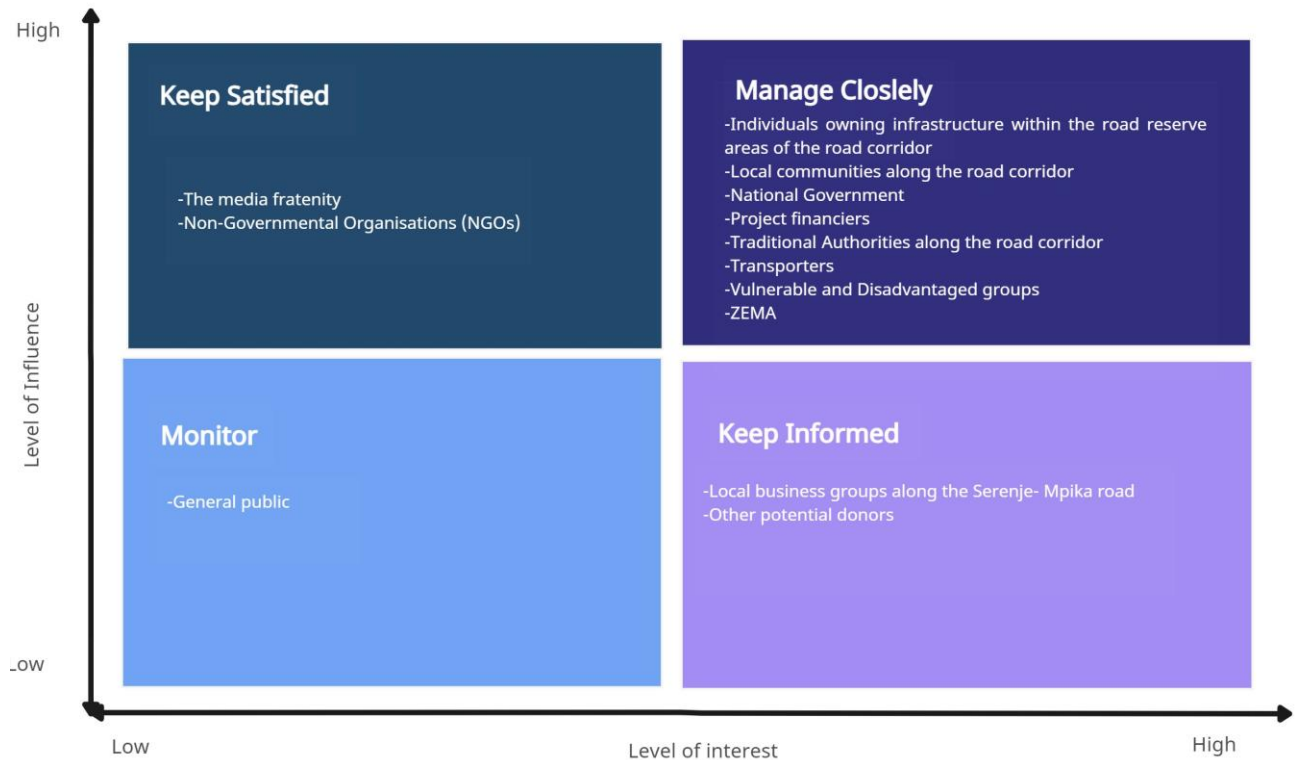 High
Keep Satisfied
-The media fratenity
-Non-Governmental Organisations (NGOs)
Manage Closlely
-Individuals owning infrastructure within the road reserve
areas of the road corridor
-Local communities along the road corridor
-National Government
-Project financiers
-Traditional Authorities along the road corridor
-Transporters
-Vulnerable and Disadvantaged groups
-ZEMA
Level of Influence
Monitor
-General public
Keep Informed
-Local business groups along the Serenje- Mpika road
-Other potential donors
Low
Low
Level of interest
High